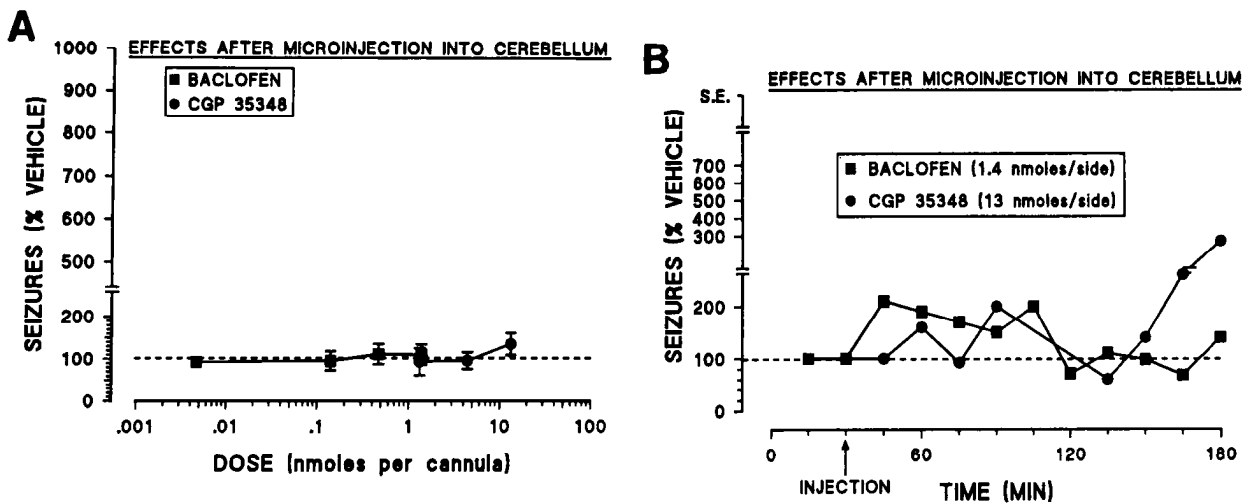 A
EFFECTS AFTER MICROINJECTION INTO CEREBELLUM
BACLOFEN
CGP 35348
SEIZURES (% VEHICLE)
1000
900
800
700
600
500
200
100
0
.001
.01
.1
1
10
100
DOSE (nmoles per cannula)
B
EFFECTS AFTER MICROINJECTION INTO CEREBELLUM
S.E.
BACLOFEN (1.4 nmoles/side)
CGP 35348 (13 nmoles/side)
SEIZURES (% VEHICLE)
700
600
500
400
300
200
100
0
0
60
120
180
INJECTION
TIME (MIN)